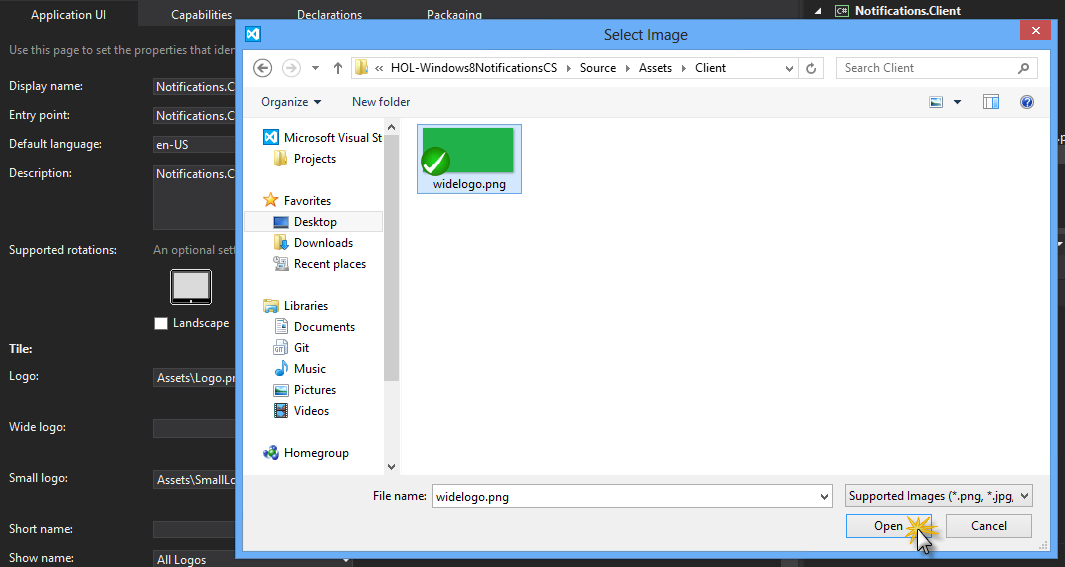 Application UI
Capabilities
Declarations
Packaging
C# Notifications.Client
Use this page to set the properties that iden
Display name:
Notifications.C
Entry point:
Notifications.C
Default language:
en-US
Description:
Notifications.C
Supported rotations:
An optional sett
Landscape
Tile:
Logo:
Assets\Logo.pn
Wide logo:
Small logo:
Assets\SmallLo
Short name:
Show name:
All Logos
Select Image
« HOL-Windows8NotificationsCS
Source
Assets
Client
Search Client
Organize
New folder
Microsoft Visual St
Projects
Favorites
Desktop
Downloads
Recent places
Libraries
Documents
Git
Music
Pictures
Videos
Homegroup
widelogo.png
File name:
widelogo.png
Supported Images (*.png, *.jpg,
Open
Cancel